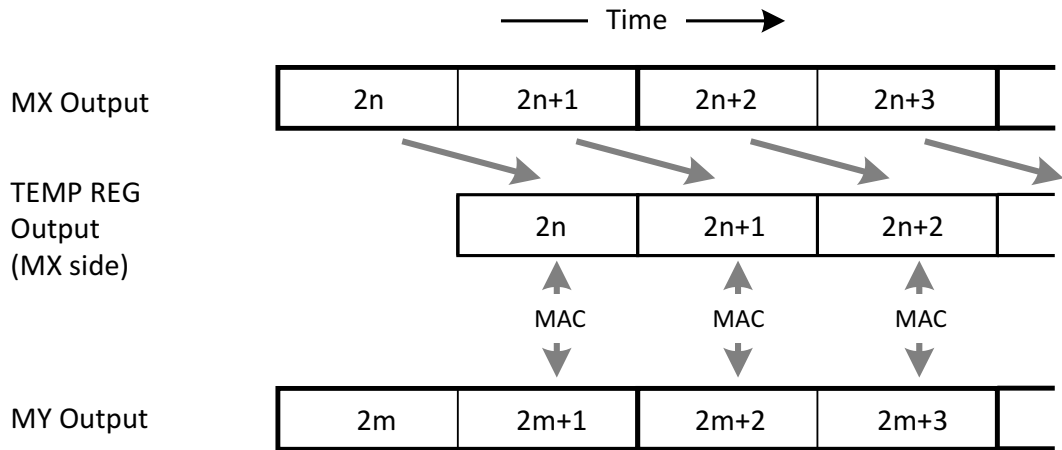 Time
MX Output
2n 2n+1 2n+2 2n+3
TEMP REG
Output
(MX side)
2n 2n+1 2n+2
MAC MAC MAC
MY Output
2m 2m+1 2m+2 2m+3